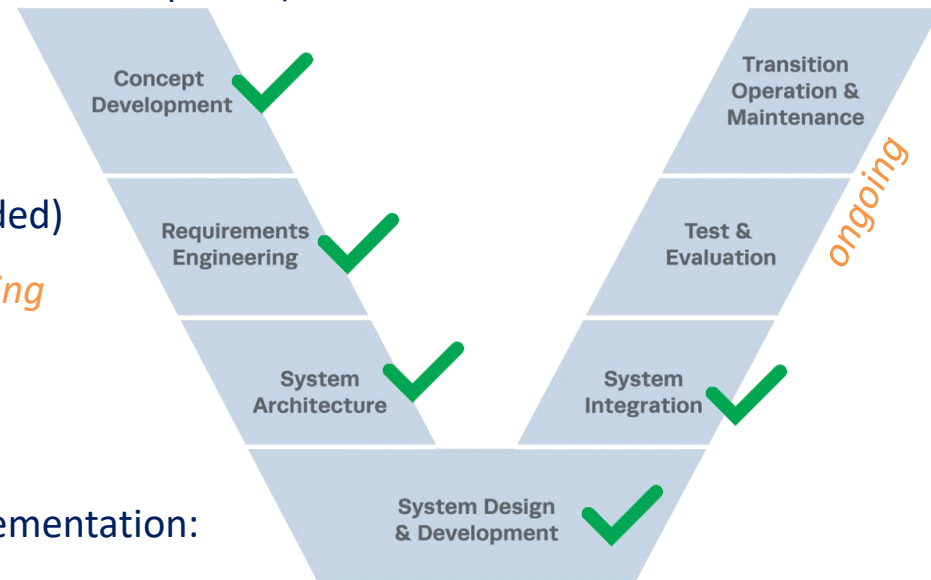 Concept
Development
Transition
Operation &
Maintenance
ongoing
ded)
Requirements
Engineering
Test &
Evaluation
ing
System
Architecture
System
Integration
ementation:
System Design
& Development